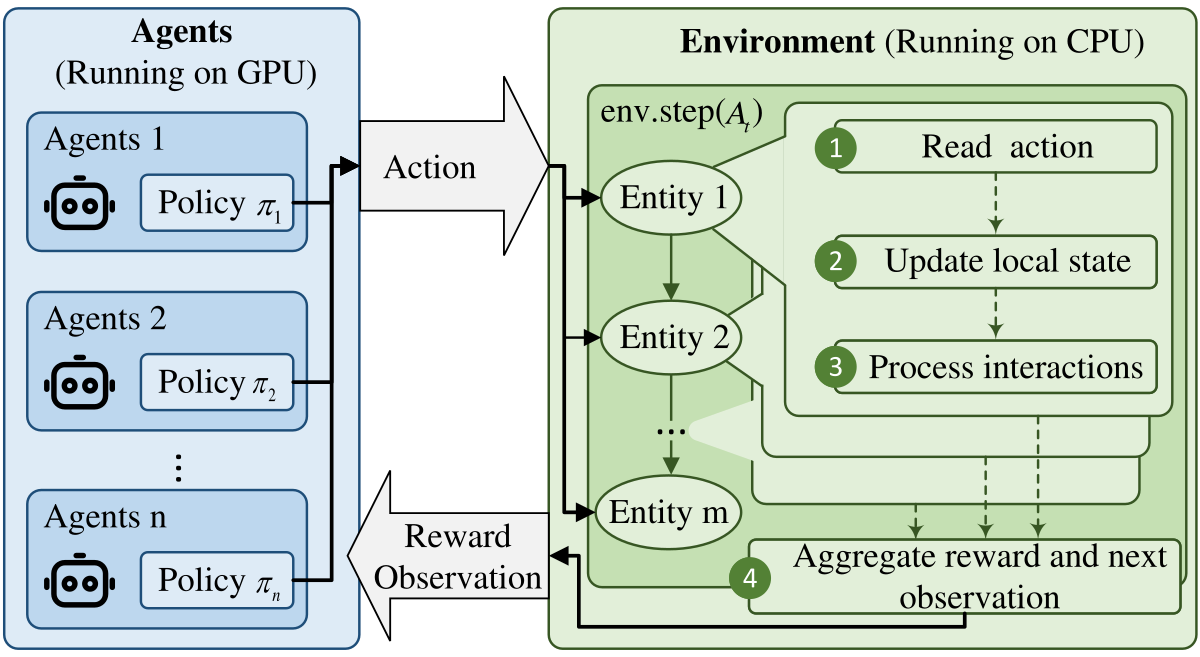 Agents
(Running on GPU)
Agents 1
Policy π₁
Agents 2
Policy π₂
⋮
Agents n
Policy πₙ
Action
Reward
Observation
Environment (Running on CPU)
env.step(Aₜ)
Entity 1
Entity 2
...
Entity m
1 Read action
2 Update local state
3 Process interactions
4 Aggregate reward and next
observation